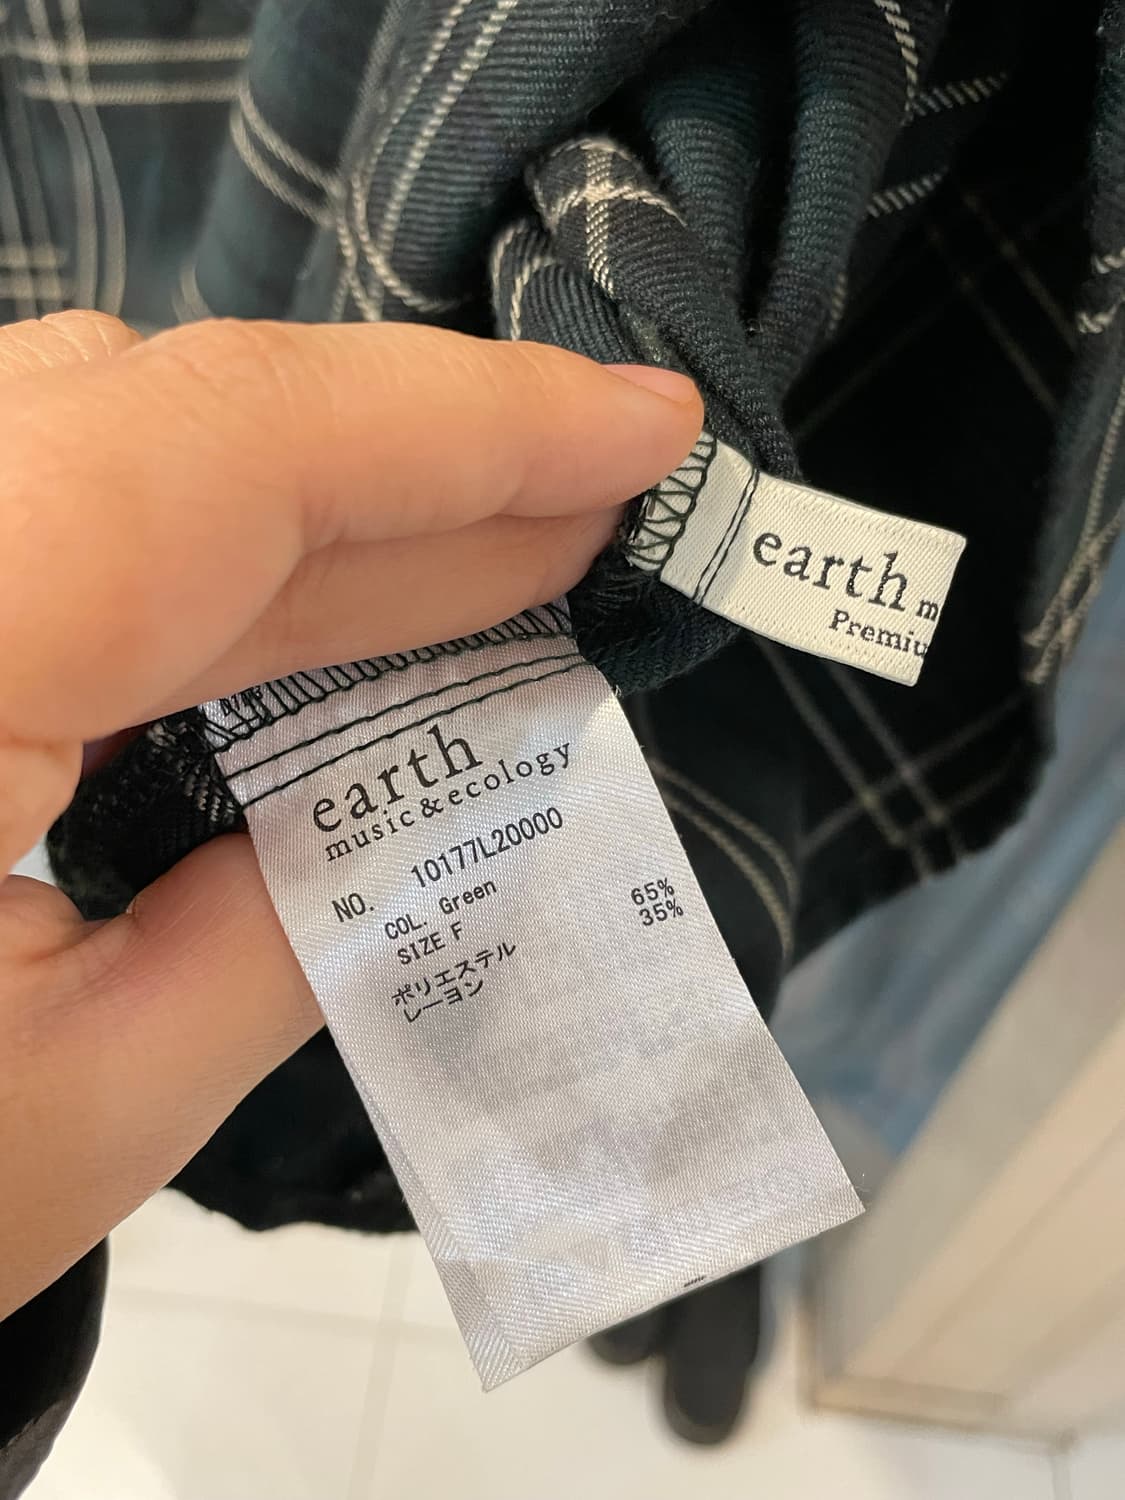 earth m
Premiu
earth
music&ecology
NO. 10177L20000
COL. Green
SIZE F
ポリエステル 65%
レーヨン 35%